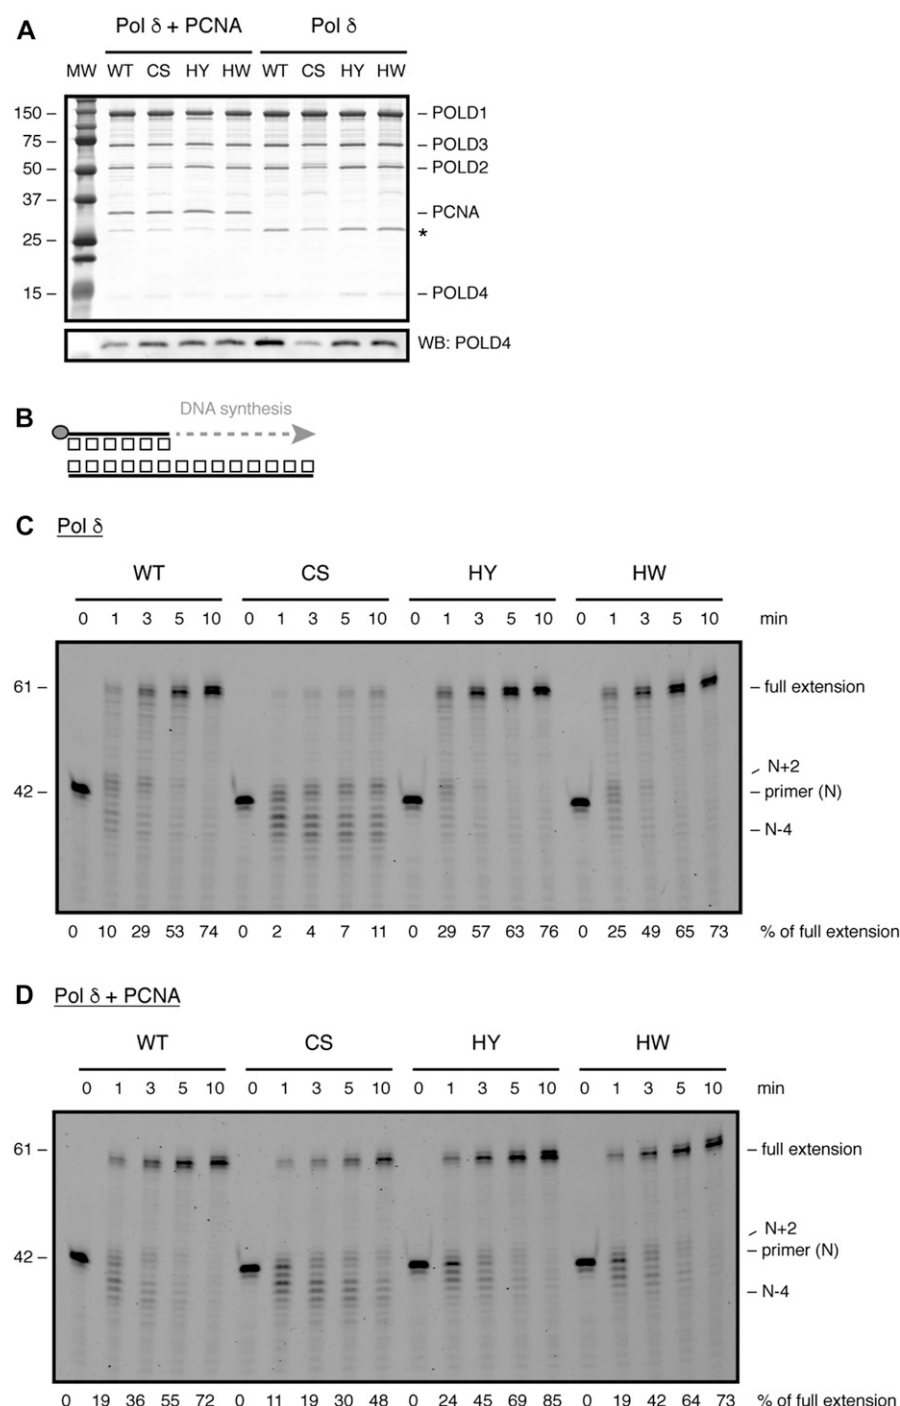 A
Pol δ + PCNA Pol δ
MW WT CS HY HW WT CS HY HW
150 – – POLD1
75 – – POLD3
50 – – POLD2
37 –
– PCNA
25 – *
15 – – POLD4
WB: POLD4
B
DNA synthesis
C Pol δ
WT CS HY HW
0 1 3 5 10 0 1 3 5 10 0 1 3 5 10 0 1 3 5 10 min
61 – – full extension
N+2
42 – – primer (N)
– N-4
0 10 29 53 74 0 2 4 7 11 0 29 57 63 76 0 25 49 65 73 % of full extension
D Pol δ + PCNA
WT CS HY HW
0 1 3 5 10 0 1 3 5 10 0 1 3 5 10 0 1 3 5 10 min
61 – – full extension
N+2
42 – – primer (N)
– N-4
0 19 36 55 72 0 11 19 30 48 0 24 45 69 85 0 19 42 64 73 % of full extension